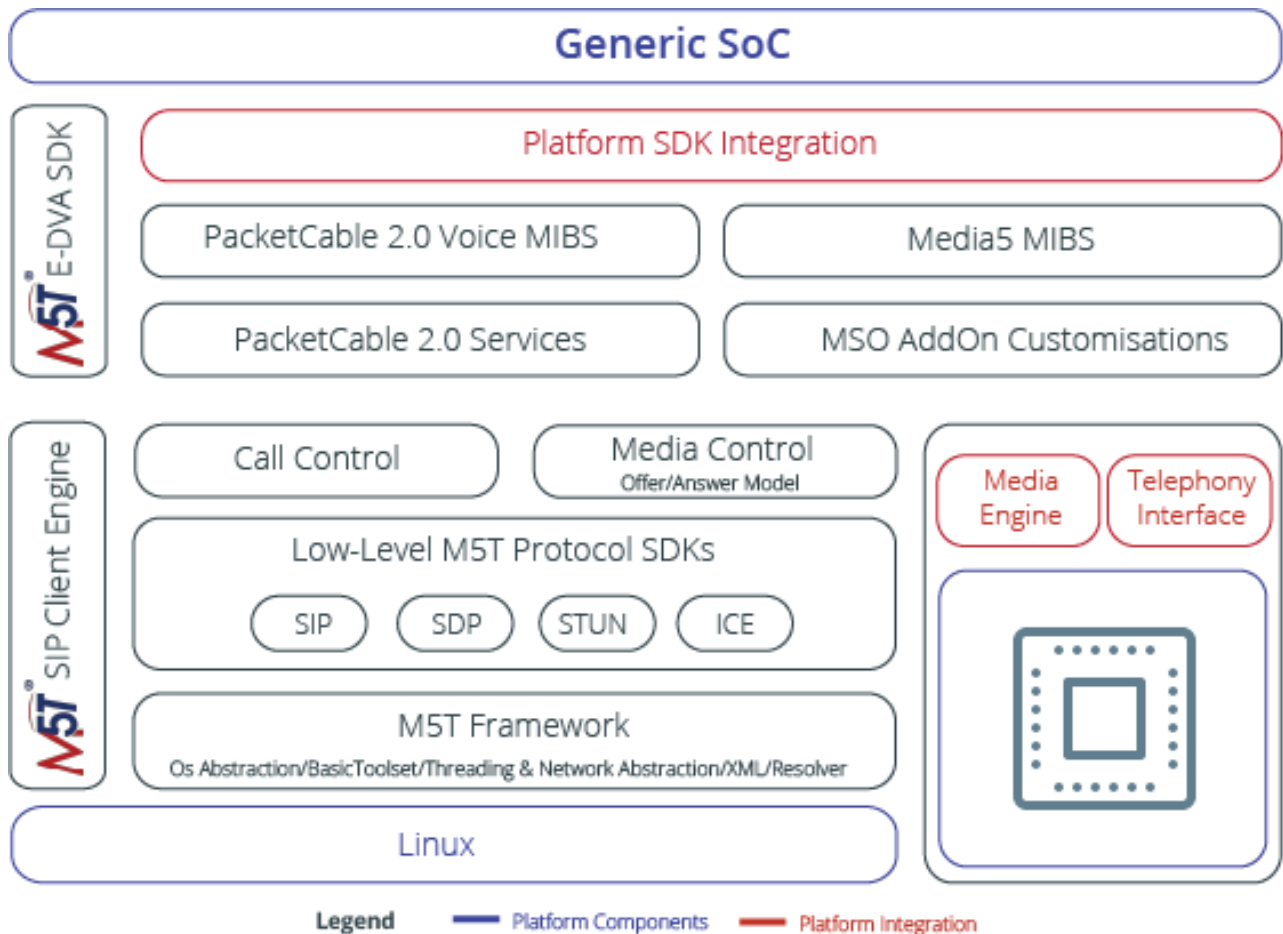 Generic SoC
M5T® E-DVA SDK
Platform SDK Integration
PacketCable 2.0 Voice MIBS
Media5 MIBS
PacketCable 2.0 Services
MSO AddOn Customisations
M5T® SIP Client Engine
Call Control
Media Control
Offer/Answer Model
Low-Level M5T Protocol SDKs
SIP
SDP
STUN
ICE
M5T Framework
Os Abstraction/BasicToolset/Threading & Network Abstraction/XML/Resolver
Linux
Media
Engine
Telephony
Interface
Legend
Platform Components
Platform Integration